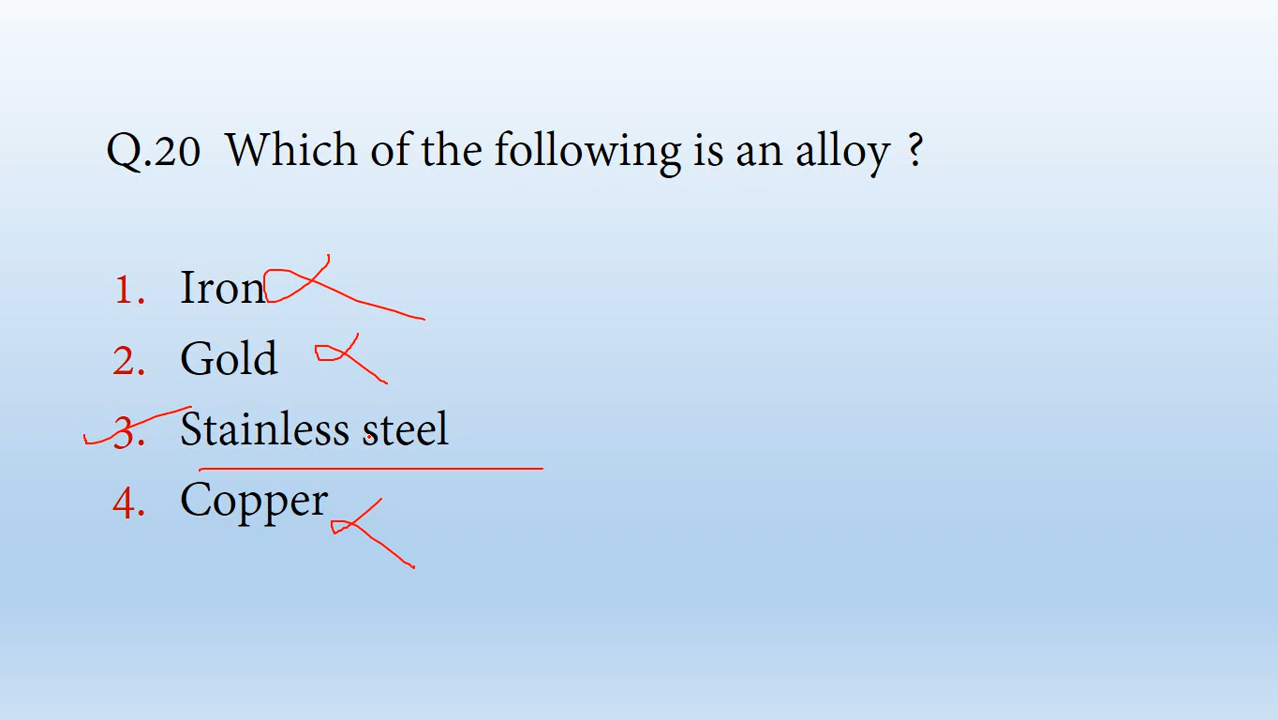 Q.20 Which of the following is an alloy ?
1. Iron
2. Gold
3. Stainless steel
4. Copper